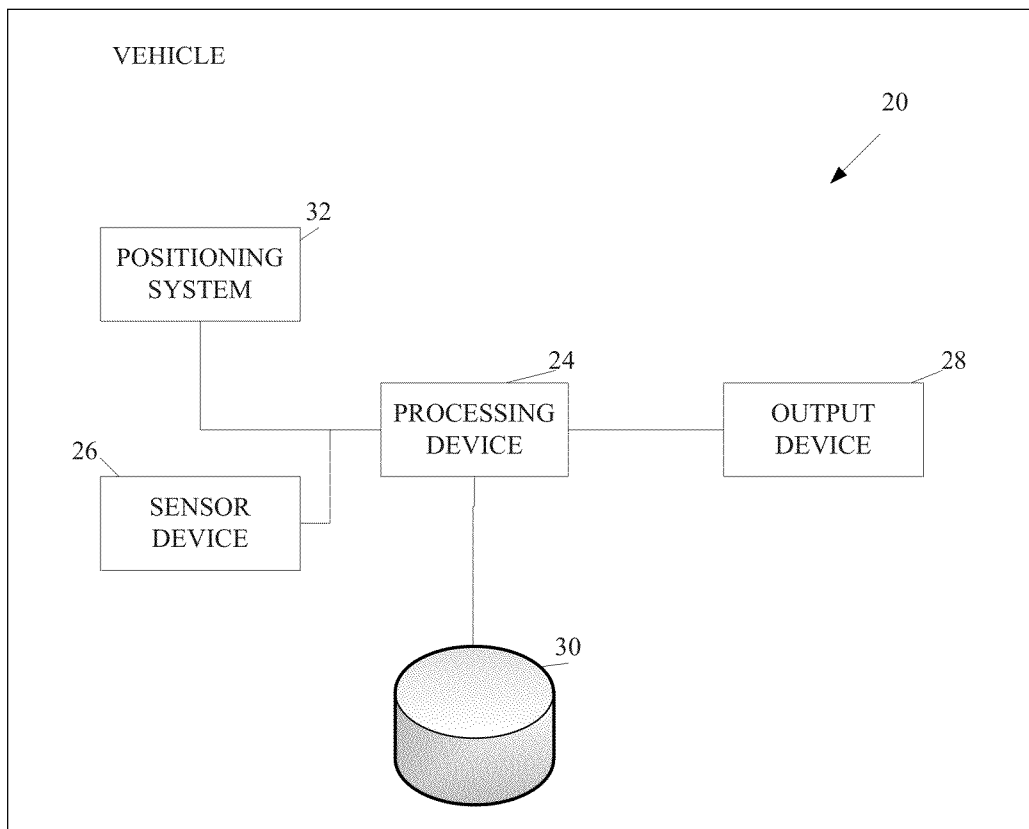 VEHICLE
20
32
POSITIONING
SYSTEM
24
PROCESSING
DEVICE
28
OUTPUT
DEVICE
26
SENSOR
DEVICE
30